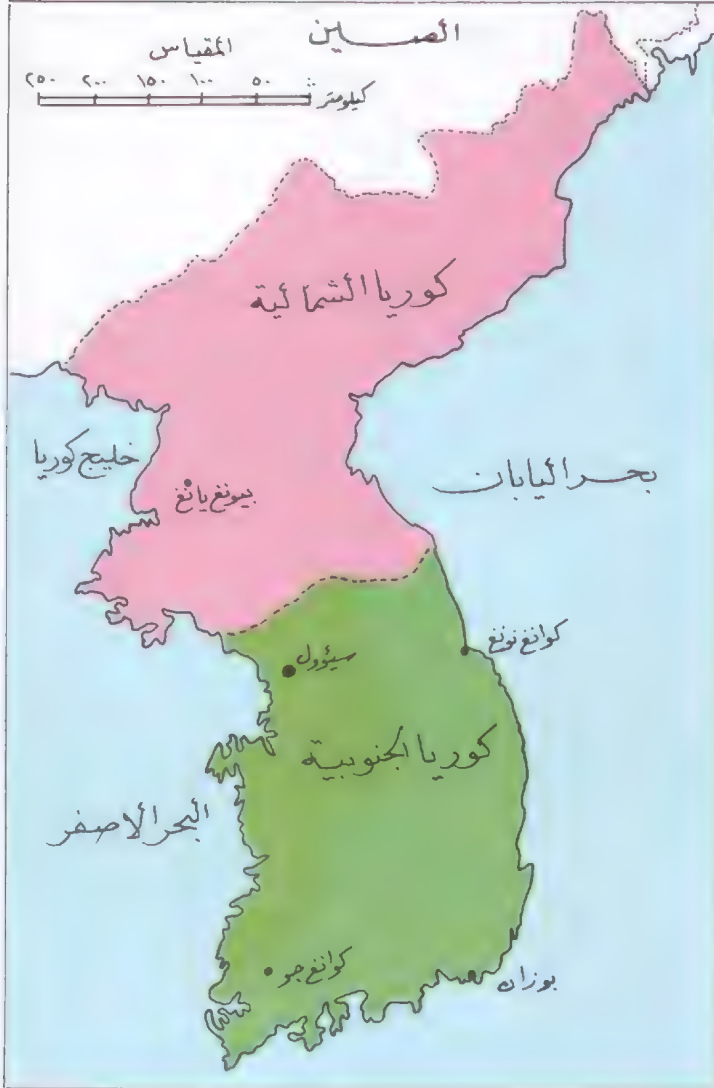 الصين
المقياس
٢٥٠ ٢٠٠ ١٥٠ ١٠٠ ٥٠ ٠
كيلومتر
كوريا الشمالية
خليج كوريا
بحر اليابان
بيونغ يانغ
كوانغ نونغ
سيؤول
كوريا الجنوبية
البحر الاصفر
كوانغ جو
بوزان